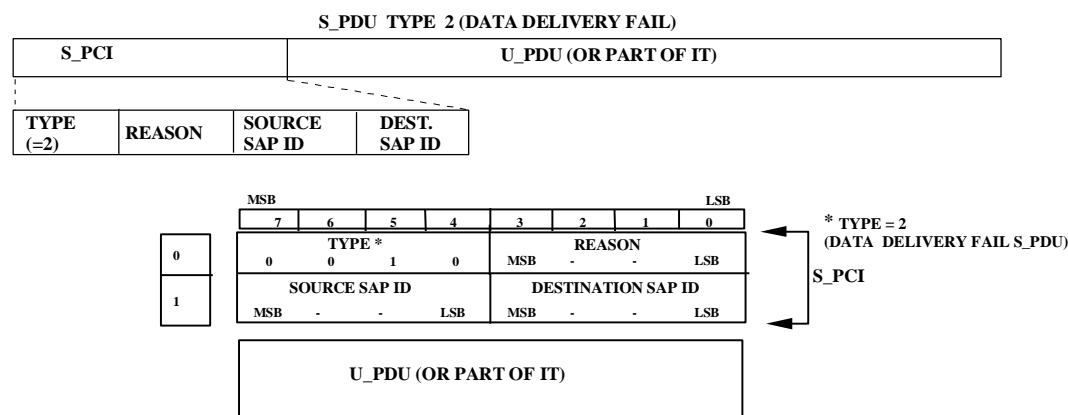 S_PDU TYPE 2 (DATA DELIVERY FAIL)
S_PCI U_PDU (OR PART OF IT)
TYPE (=2) REASON SOURCE SAP ID DEST. SAP ID
MSB LSB
7 6 5 4 3 2 1 0
* TYPE = 2
(DATA DELIVERY FAIL S_PDU)
0 TYPE * REASON
0 0 1 0 MSB - - LSB
S_PCI
1 SOURCE SAP ID DESTINATION SAP ID
MSB - - LSB MSB - - LSB
U_PDU (OR PART OF IT)